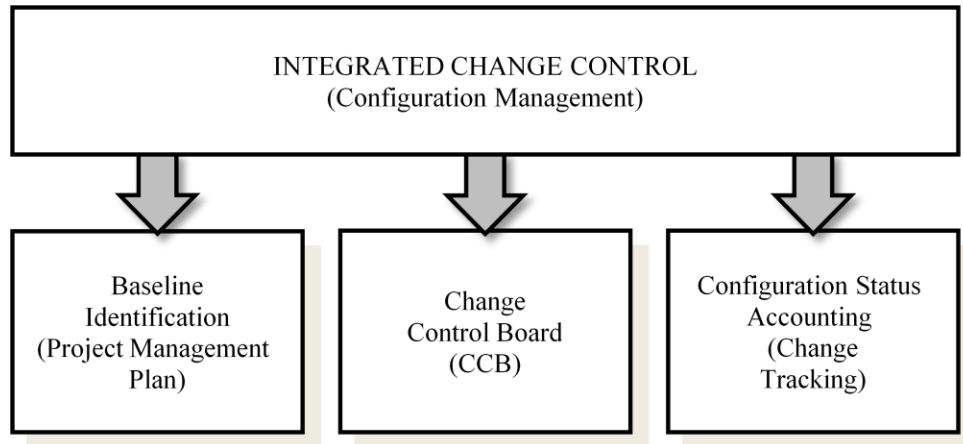 INTEGRATED CHANGE CONTROL
(Configuration Management)
Baseline
Identification
(Project Management
Plan)
Change
Control Board
(CCB)
Configuration Status
Accounting
(Change
Tracking)